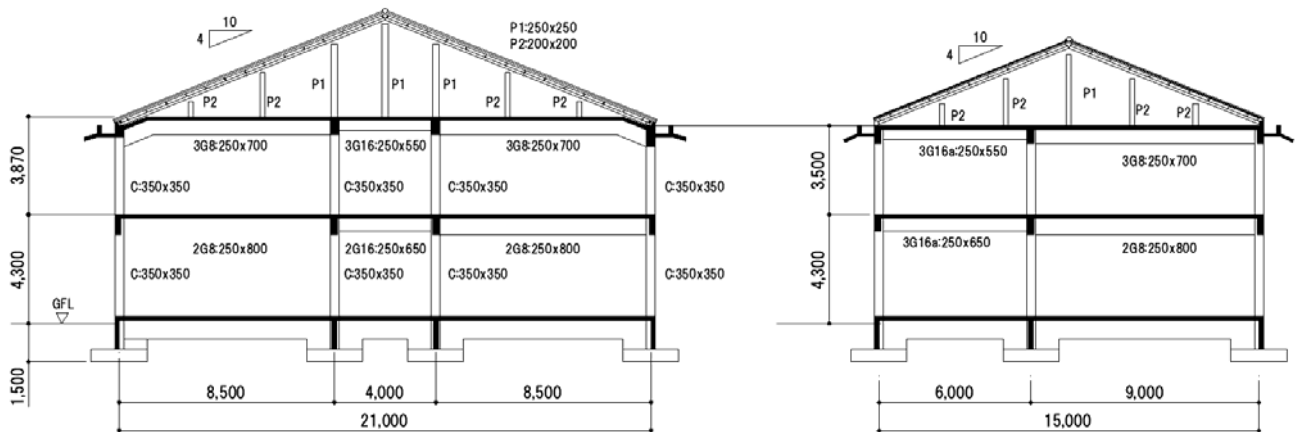 10
4
P1:250x250
P2:200x200
P2
P2
P1
P1
P1
P2
P2
3G8:250x700
3G16:250x550
3G8:250x700
3,870
C:350x350
C:350x350
C:350x350
C:350x350
2G8:250x800
2G16:250x650
2G8:250x800
4,300
C:350x350
C:350x350
C:350x350
C:350x350
GFL
1,500
8,500
4,000
8,500
21,000
10
4
P2
P2
P1
P2
P2
3G16a:250x550
3G8:250x700
3,500
3G16a:250x650
2G8:250x800
4,300
6,000
9,000
15,000